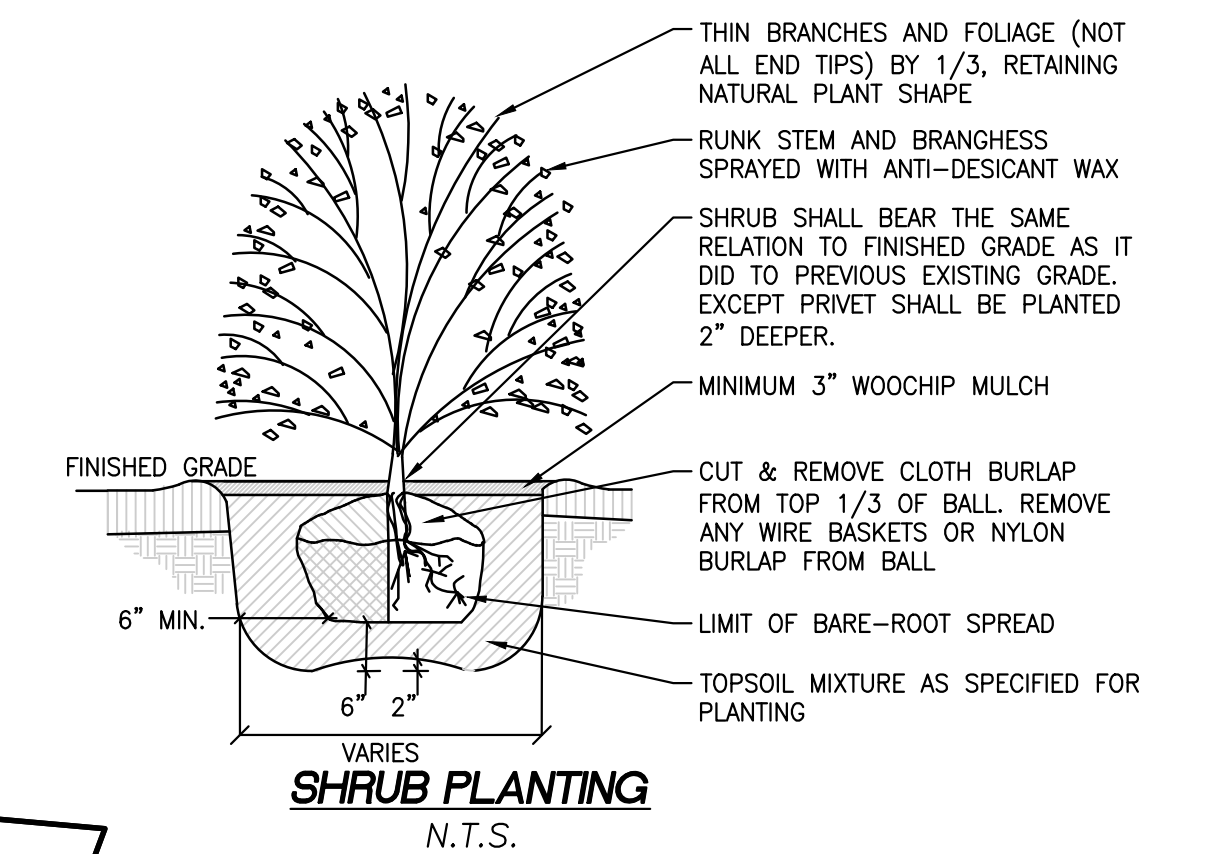 THIN BRANCHES AND FOLIAGE (NOT
ALL END TIPS) BY 1/3, RETAINING
NATURAL PLANT SHAPE
RUNK STEM AND BRANGHESS
SPRAYED WITH ANTI-DESICANT WAX
SHRUB SHALL BEAR THE SAME
RELATION TO FINISHED GRADE AS IT
DID TO PREVIOUS EXISTING GRADE.
EXCEPT PRIVET SHALL BE PLANTED
2" DEEPER.
MINIMUM 3" WOOCHIP MULCH
FINISHED GRADE
CUT & REMOVE CLOTH BURLAP
FROM TOP 1/3 OF BALL. REMOVE
ANY WIRE BASKETS OR NYLON
BURLAP FROM BALL
6" MIN.
LIMIT OF BARE-ROOT SPREAD
TOPSOIL MIXTURE AS SPECIFIED FOR
PLANTING
6" 2"
VARIES
SHRUB PLANTING
N.T.S.